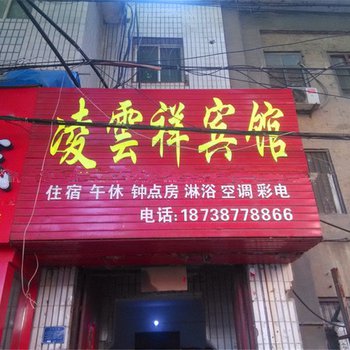 凌雲祥宾馆
住宿 午休 钟点房 淋浴 空调 彩电
电话:18738778866